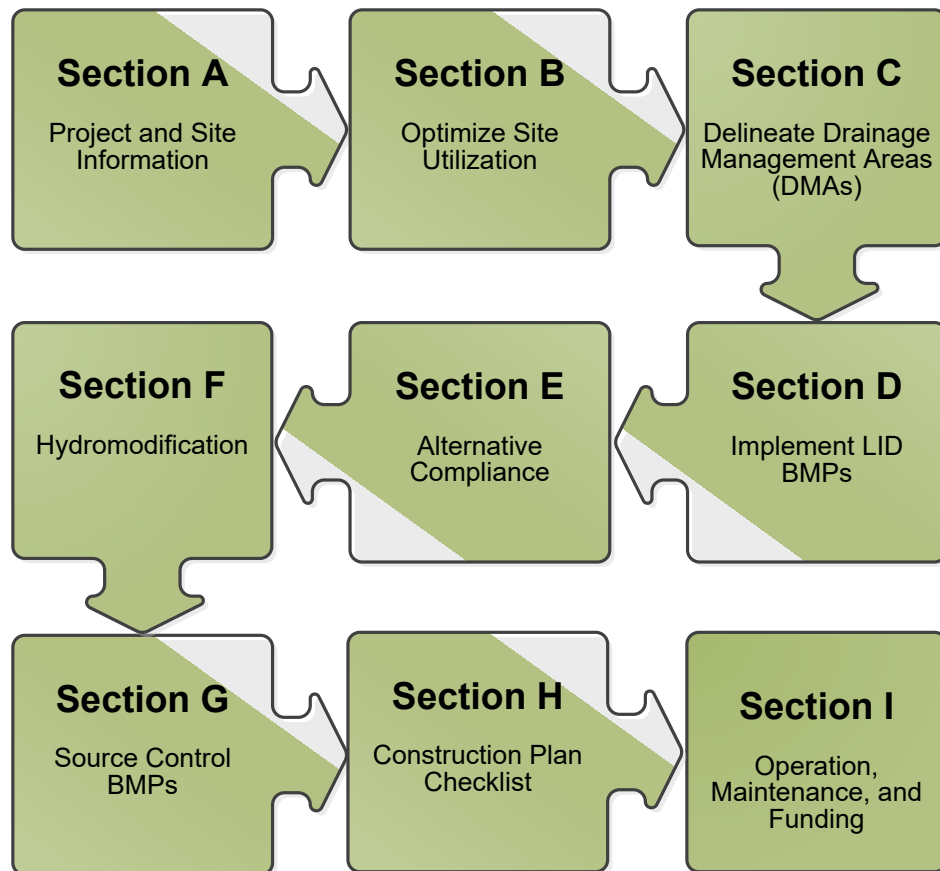 Section A
Project and Site
Information
Section B
Optimize Site
Utilization
Section C
Delineate Drainage
Management Areas
(DMAs)
Section F
Hydromodification
Section E
Alternative
Compliance
Section D
Implement LID
BMPs
Section G
Source Control
BMPs
Section H
Construction Plan
Checklist
Section I
Operation,
Maintenance, and
Funding